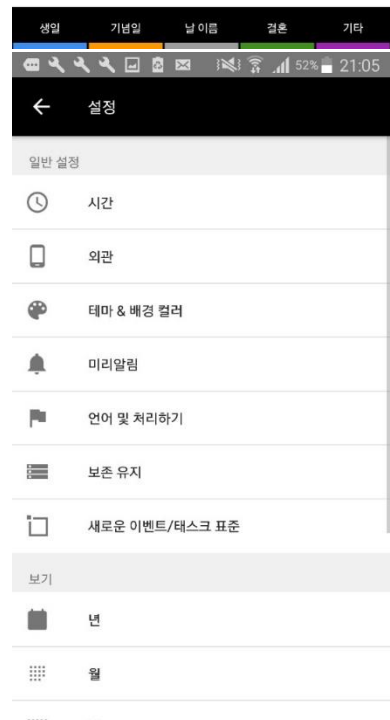 생일 기념일 날 이름 결혼 기타
52% 21:05
설정
일반 설정
시간
외관
테마 & 배경 컬러
미리알림
언어 및 처리하기
보존 유지
새로운 이벤트/태스크 표준
보기
년
월